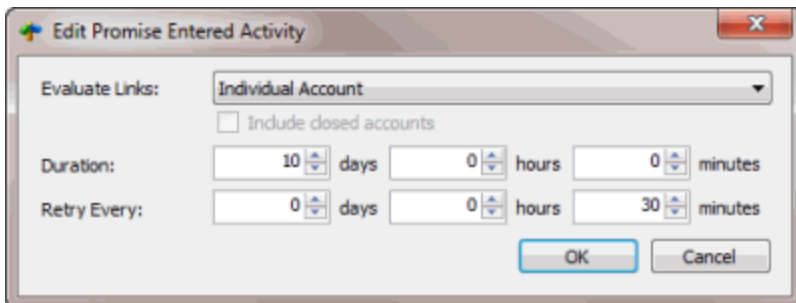 Edit Promise Entered Activity
Evaluate Links: Individual Account
Include closed accounts
Duration: 10 days 0 hours 0 minutes
Retry Every: 0 days 0 hours 30 minutes
OK Cancel